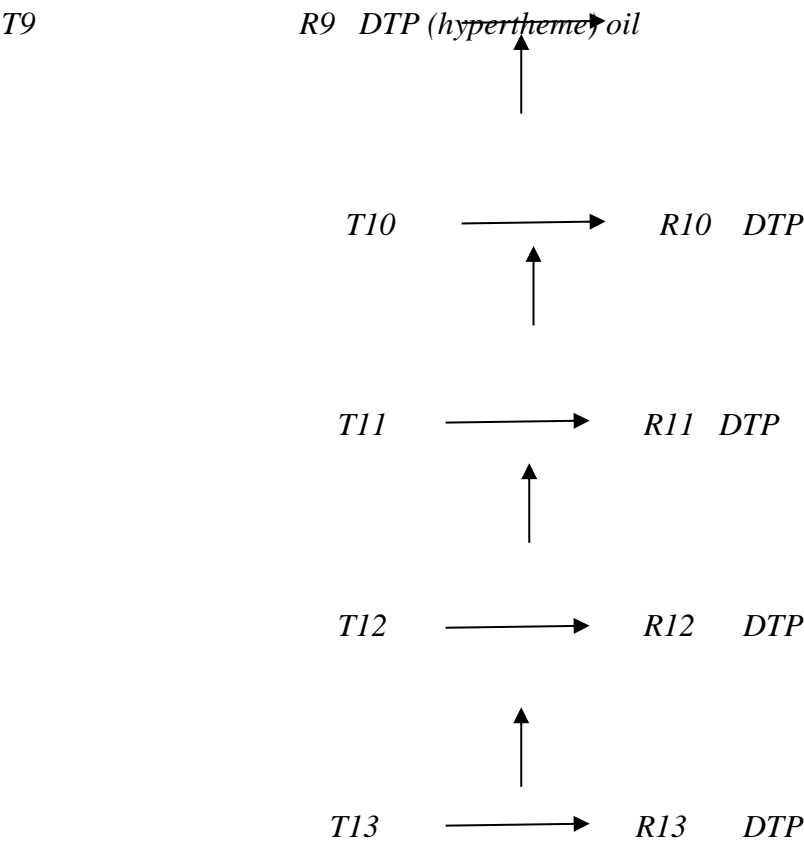 T9 R9 DTP (hypertheme) oil
T10 R10 DTP
T11 R11 DTP
T12 R12 DTP
T13 R13 DTP